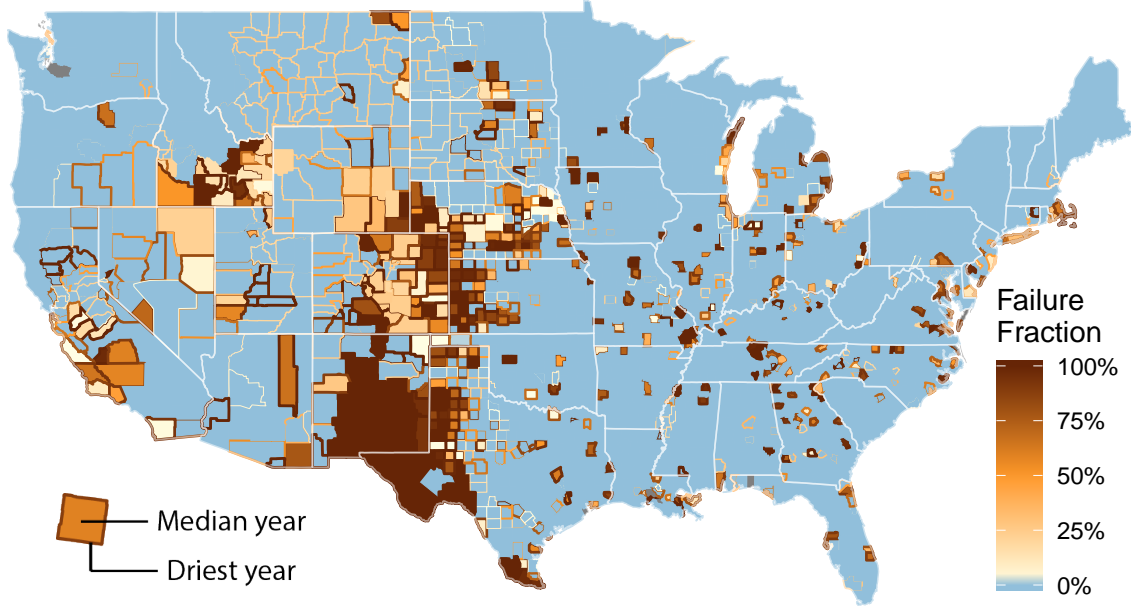 Failure
Fraction
100%
75%
50%
25%
0%
Median year
Driest year